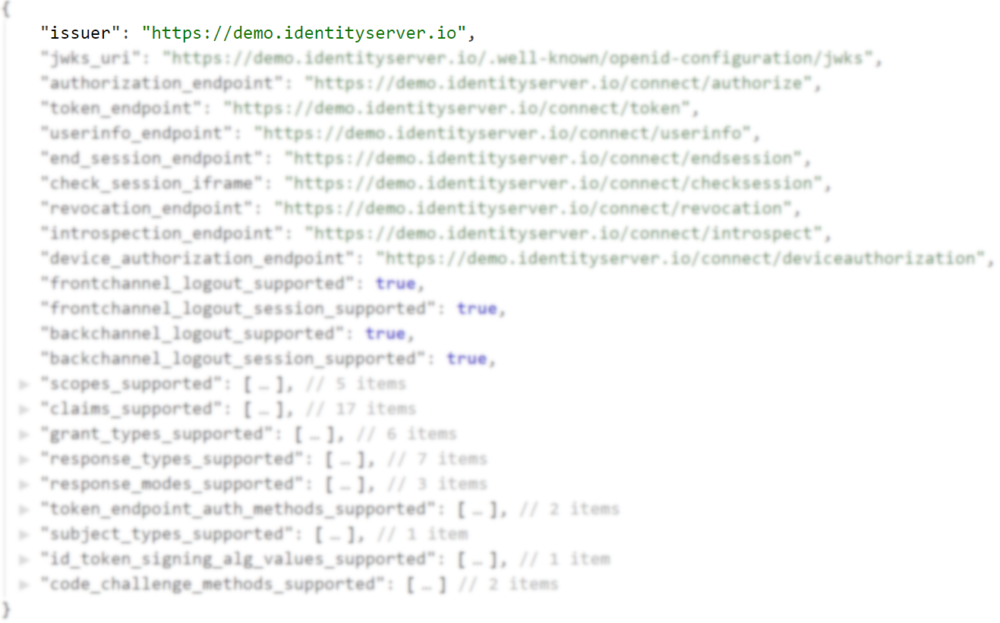 {
"issuer": "https://demo.identityserver.io",
"jwks_uri": "https://demo.identityserver.io/.well-known/openid-configuration/jwks",
"authorization_endpoint": "https://demo.identityserver.io/connect/authorize",
"token_endpoint": "https://demo.identityserver.io/connect/token",
"userinfo_endpoint": "https://demo.identityserver.io/connect/userinfo",
"end_session_endpoint": "https://demo.identityserver.io/connect/endsession",
"check_session_iframe": "https://demo.identityserver.io/connect/checksession",
"revocation_endpoint": "https://demo.identityserver.io/connect/revocation",
"introspection_endpoint": "https://demo.identityserver.io/connect/introspect",
"device_authorization_endpoint": "https://demo.identityserver.io/connect/deviceauthorization",
"frontchannel_logout_supported": true,
"frontchannel_logout_session_supported": true,
"backchannel_logout_supported": true,
"backchannel_logout_session_supported": true,
"scopes_supported": [ … ], // 5 items
"claims_supported": [ … ], // 17 items
"grant_types_supported": [ … ], // 6 items
"response_types_supported": [ … ], // 7 items
"response_modes_supported": [ … ], // 3 items
"token_endpoint_auth_methods_supported": [ … ], // 2 items
"subject_types_supported": [ … ], // 1 item
"id_token_signing_alg_values_supported": [ … ], // 1 item
"code_challenge_methods_supported": [ … ] // 2 items
}